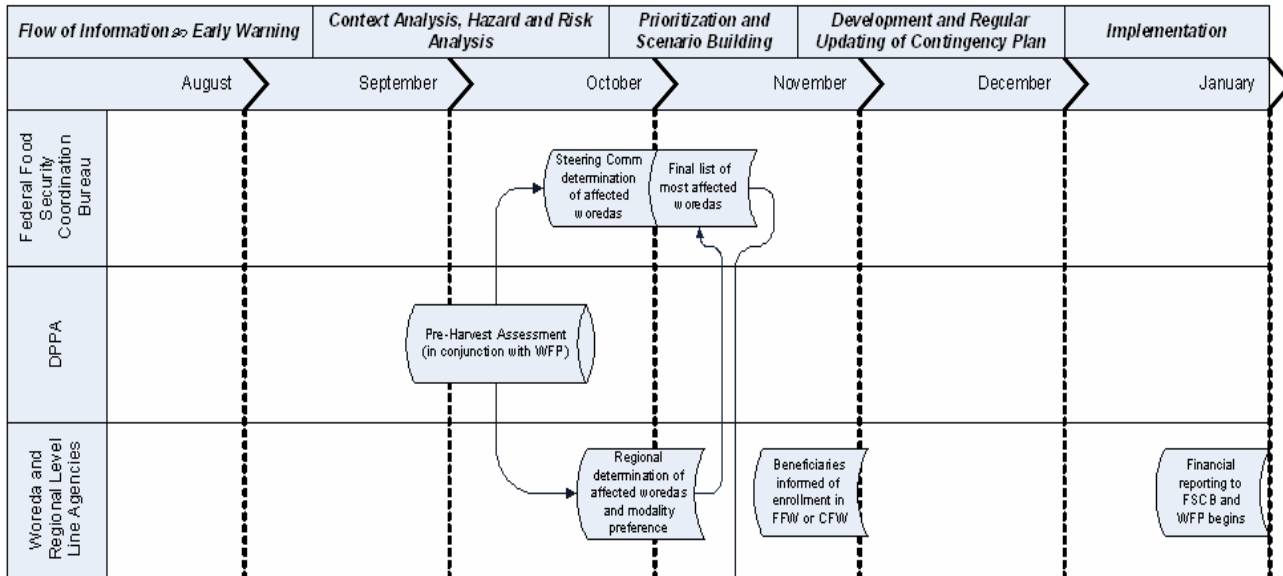 Flow of Information & Early Warning
Context Analysis, Hazard and Risk
Analysis
Prioritization and
Scenario Building
Development and Regular
Updating of Contingency Plan
Implementation
August
September
October
November
December
January
Federal Food
Security
Coordination
Bureau
Steering Comm
determination
of affected
woredas
Final list of
most affected
woredas
DPPA
Pre-Harvest Assessment
(in conjunction with WFP)
Woreda and
Regional Level
Line Agencies
Regional
determination of
affected woredas
and modality
preference
Beneficiaries
informed of
enrollment in
FFW or CFW
Financial
reporting to
FSCB and
WFP begins